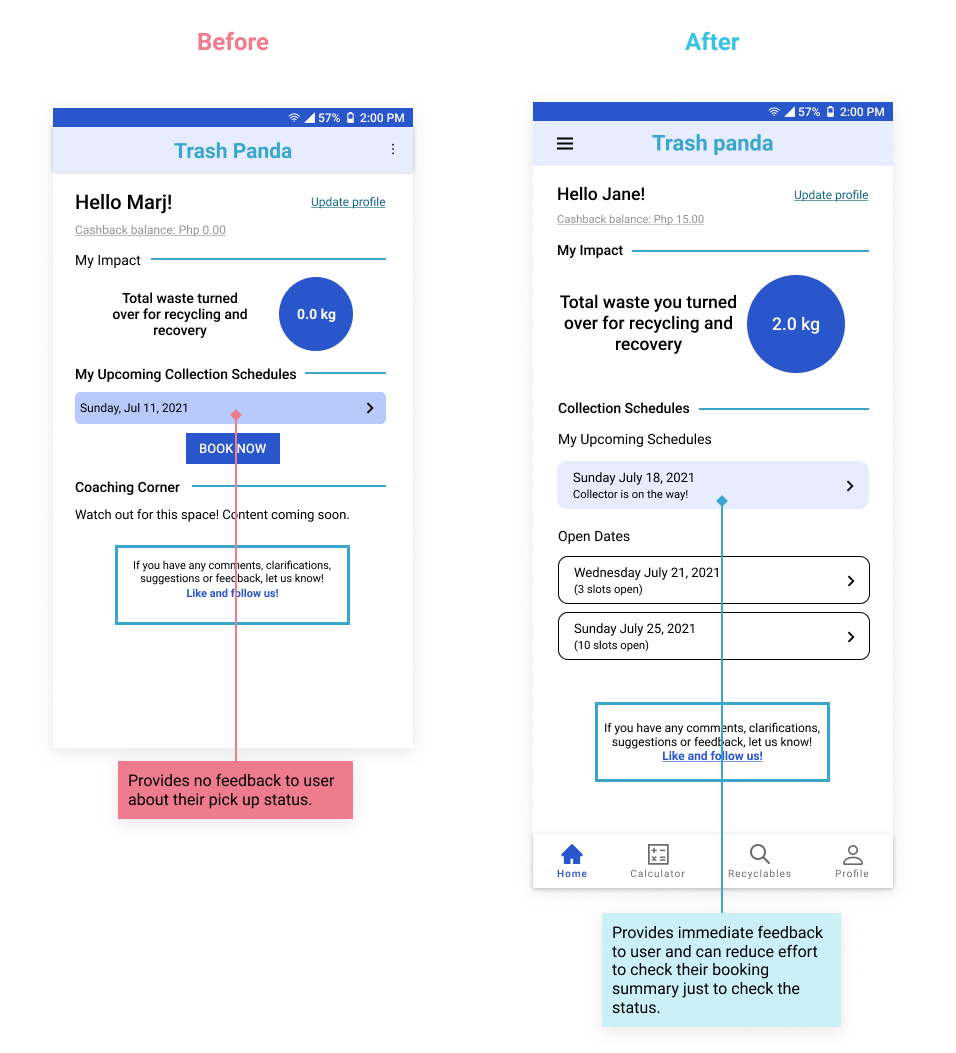 Before
57% 2:00 PM
Trash Panda
Hello Marj!
Update profile
Cashback balance: Php 0.00
My Impact
Total waste turned
over for recycling and
recovery
0.0 kg
My Upcoming Collection Schedules
Sunday, Jul 11, 2021
BOOK NOW
Coaching Corner
Watch out for this space! Content coming soon.
If you have any comments, clarifications,
suggestions or feedback, let us know!
Like and follow us!
Provides no feedback to user
about their pick up status.
After
57% 2:00 PM
Trash panda
Hello Jane!
Update profile
Cashback balance: Php 15.00
My Impact
Total waste you turned
over for recycling and
recovery
2.0 kg
Collection Schedules
My Upcoming Schedules
Sunday July 18, 2021
Collector is on the way!
Open Dates
Wednesday July 21, 2021
(3 slots open)
Sunday July 25, 2021
(10 slots open)
If you have any comments, clarifications,
suggestions or feedback, let us know!
Like and follow us!
Home
Calculator
Recyclables
Profile
Provides immediate feedback
to user and can reduce effort
to check their booking
summary just to check the
status.